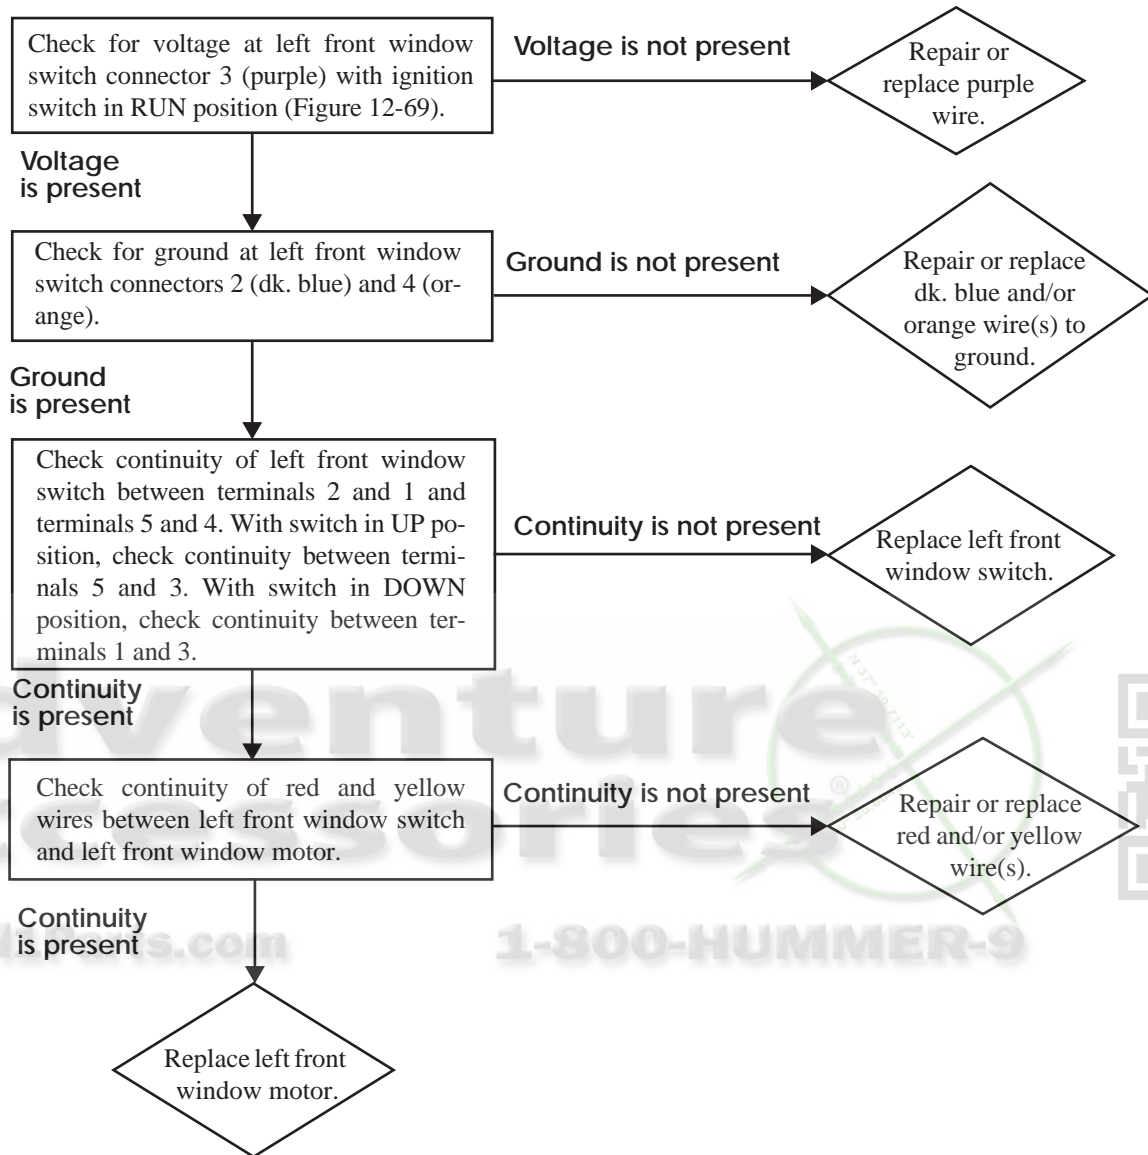 Check for voltage at left front window
switch connector 3 (purple) with ignition
switch in RUN position (Figure 12-69).
Voltage is not present
Repair or
replace purple
wire.
Voltage
is present
Check for ground at left front window
switch connectors 2 (dk. blue) and 4 (or-
ange).
Ground is not present
Repair or replace
dk. blue and/or
orange wire(s) to
ground.
Ground
is present
Check continuity of left front window
switch between terminals 2 and 1 and
terminals 5 and 4. With switch in UP po-
sition, check continuity between termi-
nals 5 and 3. With switch in DOWN
position, check continuity between ter-
minals 1 and 3.
Continuity is not present
Replace left front
window switch.
Continuity
is present
Check continuity of red and yellow
wires between left front window switch
and left front window motor.
Continuity is not present
Repair or replace
red and/or yellow
wire(s).
Continuity
is present
Replace left front
window motor.
dventure
ccessories
®
1-800-HUMMER-9